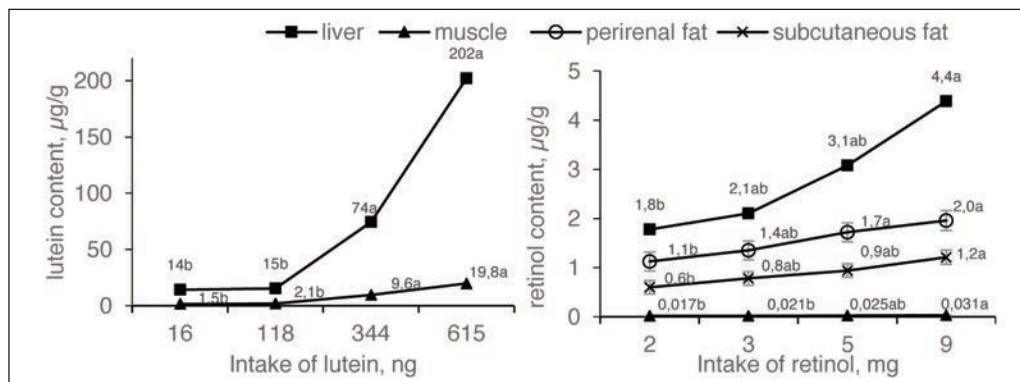 liver muscle perirenal fat subcutaneous fat
lutein content, µg/g
200
150
100
50
0
202a
74a
14b
15b
1,5b
2,1b
9,6a
19,8a
16 118 344 615
Intake of lutein, ng
retinol content, µg/g
5
4
3
2
1
0
4,4a
3,1ab
2,1ab
1,8b
2,0a
1,7a
1,4ab
1,1b
1,2a
0,9ab
0,8ab
0,6b
0,017b 0,021b 0,025ab 0,031a
2 3 5 9
Intake of retinol, mg